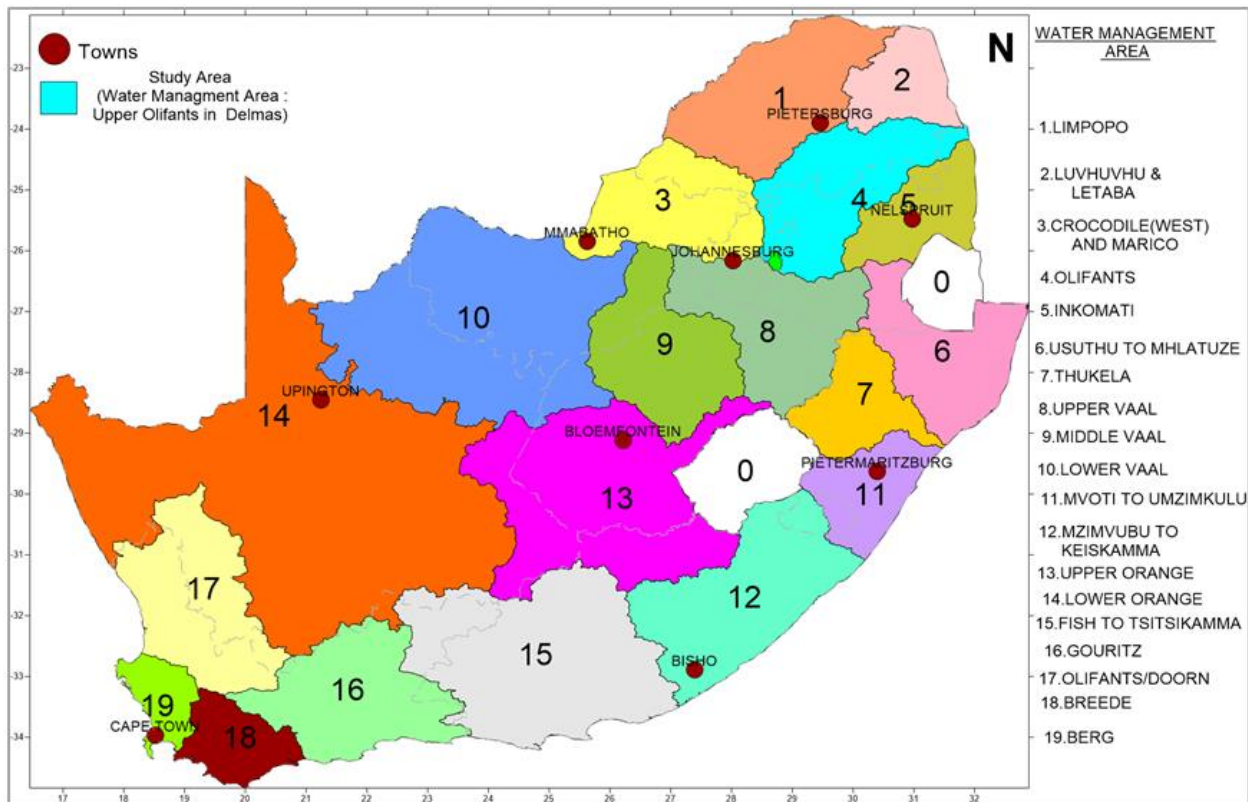 Towns
Study Area
(Water Managment Area :
Upper Olifants in Delmas)
N
WATER MANAGEMENT
AREA
1.LIMPOPO
2.LUVHUVHU &
LETABA
3.CROCODILE(WEST)
AND MARICO
4.OLIFANTS
5.INKOMATI
6.USUTHU TO MHLATUZE
7.THUKELA
8.UPPER VAAL
9.MIDDLE VAAL
10.LOWER VAAL
11.MVOTI TO UMZIMKULU
12.MZIMVUBU TO
KEISKAMMA
13.UPPER ORANGE
14.LOWER ORANGE
15.FISH TO TSITSIKAMMA
16.GOURITZ
17.OLIFANTS/DOORN
18.BREEDE
19.BERG
1
2
PIETERSBURG
3
4
5
NELSPRUIT
MMABATHO
JOHANNESBURG
0
10
9
8
6
7
UPINGTON
14
BLOEMFONTEIN
PIETERMARITZBURG
0
11
13
17
12
15
BISHO
16
19
CAPE TOWN
18
-23
-24
-25
-26
-27
-28
-29
-30
-31
-32
-33
-34
17 18 19 20 21 22 23 24 25 26 27 28 29 30 31 32